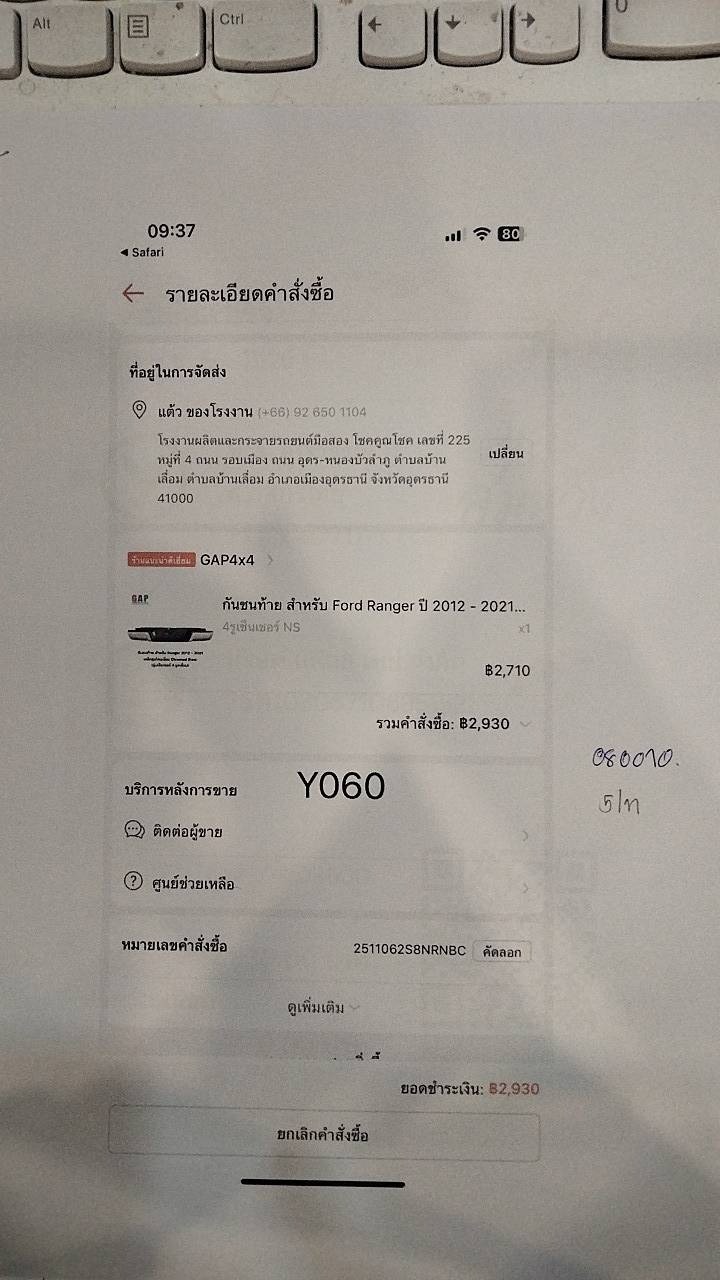 Alt
Ctrl
09:37
80
◀ Safari
← รายละเอียดคำสั่งซื้อ
ที่อยู่ในการจัดส่ง
แต้ว ของโรงงาน (+66) 92 650 1104
โรงงานผลิตและกระจายรถยนต์มือสอง โชคคูณโชค เลขที่ 225
หมู่ที่ 4 ถนน รอบเมือง ถนน อุดร-หนองบัวลำภู ตำบลบ้าน
เลื่อม ตำบลบ้านเลื่อม อำเภอเมืองอุดรธานี จังหวัดอุดรธานี
41000
เปลี่ยน
ร้านแนะนำดีเยี่ยม GAP4x4
GAP
กันชนท้าย สำหรับ Ford Ranger ปี 2012 - 2021...
4รูเซ็นเซอร์ NS
x1
฿2,710
รวมคำสั่งซื้อ: ฿2,930
บริการหลังการขาย
Y060
ติดต่อผู้ขาย
ศูนย์ช่วยเหลือ
หมายเลขคำสั่งซื้อ
2511062S8NRNBC
คัดลอก
ดูเพิ่มเติม
ยอดชำระเงิน: ฿2,930
ยกเลิกคำสั่งซื้อ